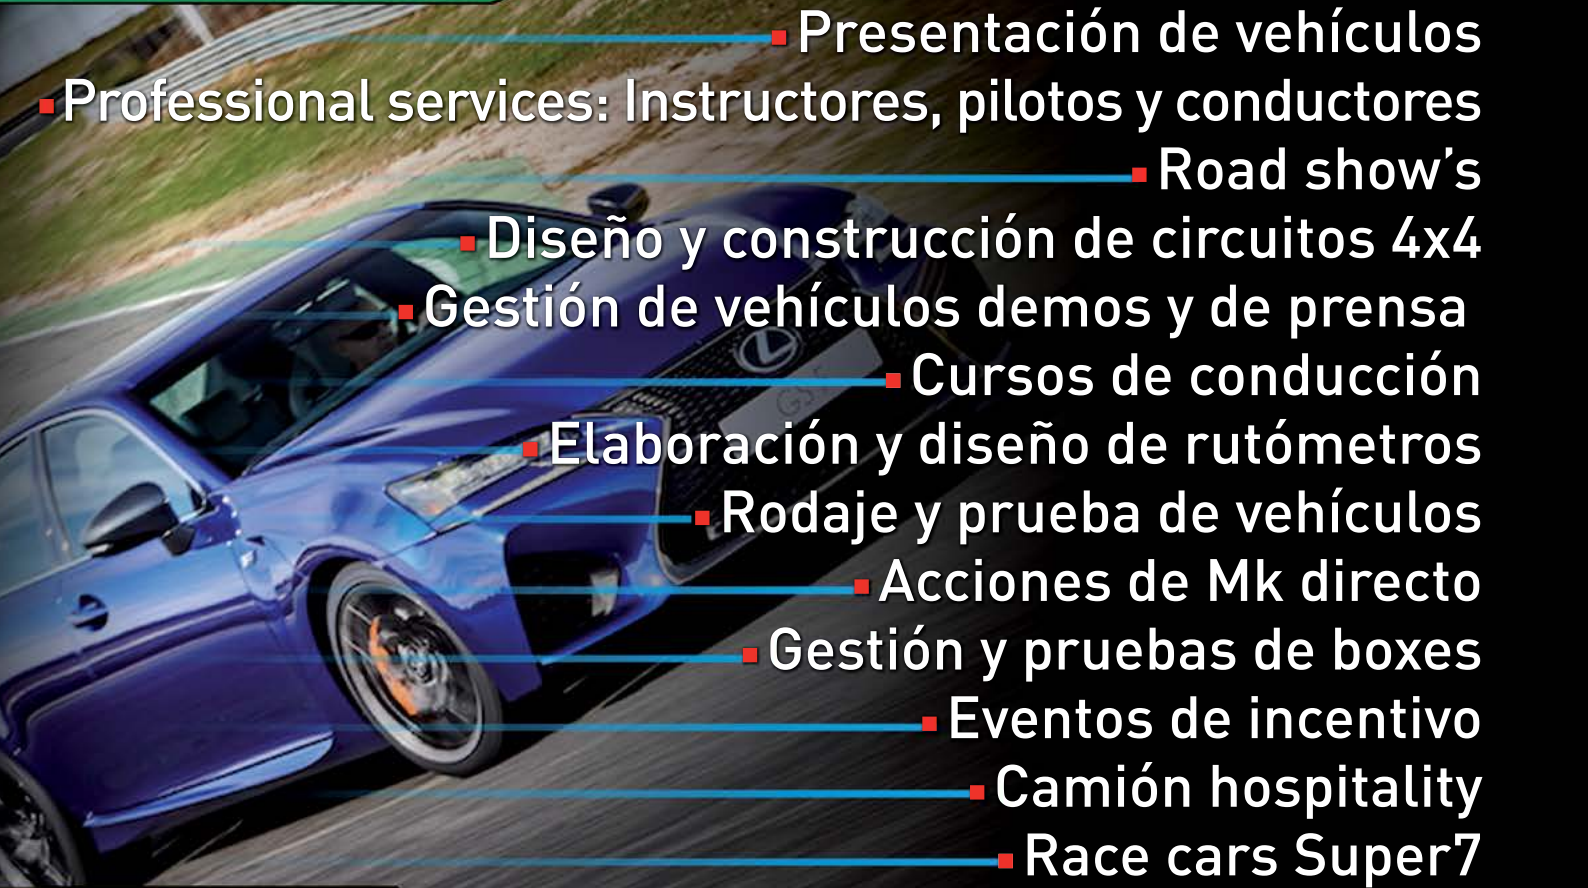 Presentación de vehículos
Professional services: Instructores, pilotos y conductores
Road show’s
Diseño y construcción de circuitos 4x4
Gestión de vehículos demos y de prensa
Cursos de conducción
Elaboración y diseño de rutómetros
Rodaje y prueba de vehículos
Acciones de Mk directo
Gestión y pruebas de boxes
Eventos de incentivo
Camión hospitality
Race cars Super7